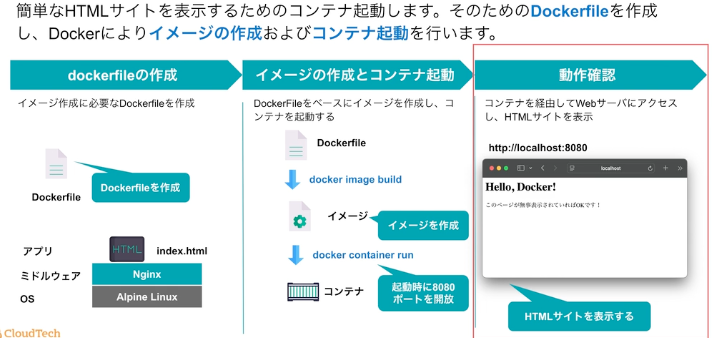 簡単なHTMLサイトを表示するためのコンテナ起動します。そのためのDockerfileを作成
し、Dockerによりイメージの作成およびコンテナ起動を行います。
dockerfileの作成
イメージ作成に必要なDockerfileを作成
Dockerfile
Dockerfileを作成
アプリ
HTML
index.html
ミドルウェア
Nginx
OS
Alpine Linux
イメージの作成とコンテナ起動
DockerFileをベースにイメージを作成し、コ
ンテナを起動する
Dockerfile
docker image build
イメージ
イメージを作成
docker container run
コンテナ
起動時に8080
ポートを開放
動作確認
コンテナを経由してWebサーバにアクセス
し、HTMLサイトを表示
http://localhost:8080
localhost
Hello, Docker!
このページが無事表示されていればOKです！
HTMLサイトを表示する
CloudTech